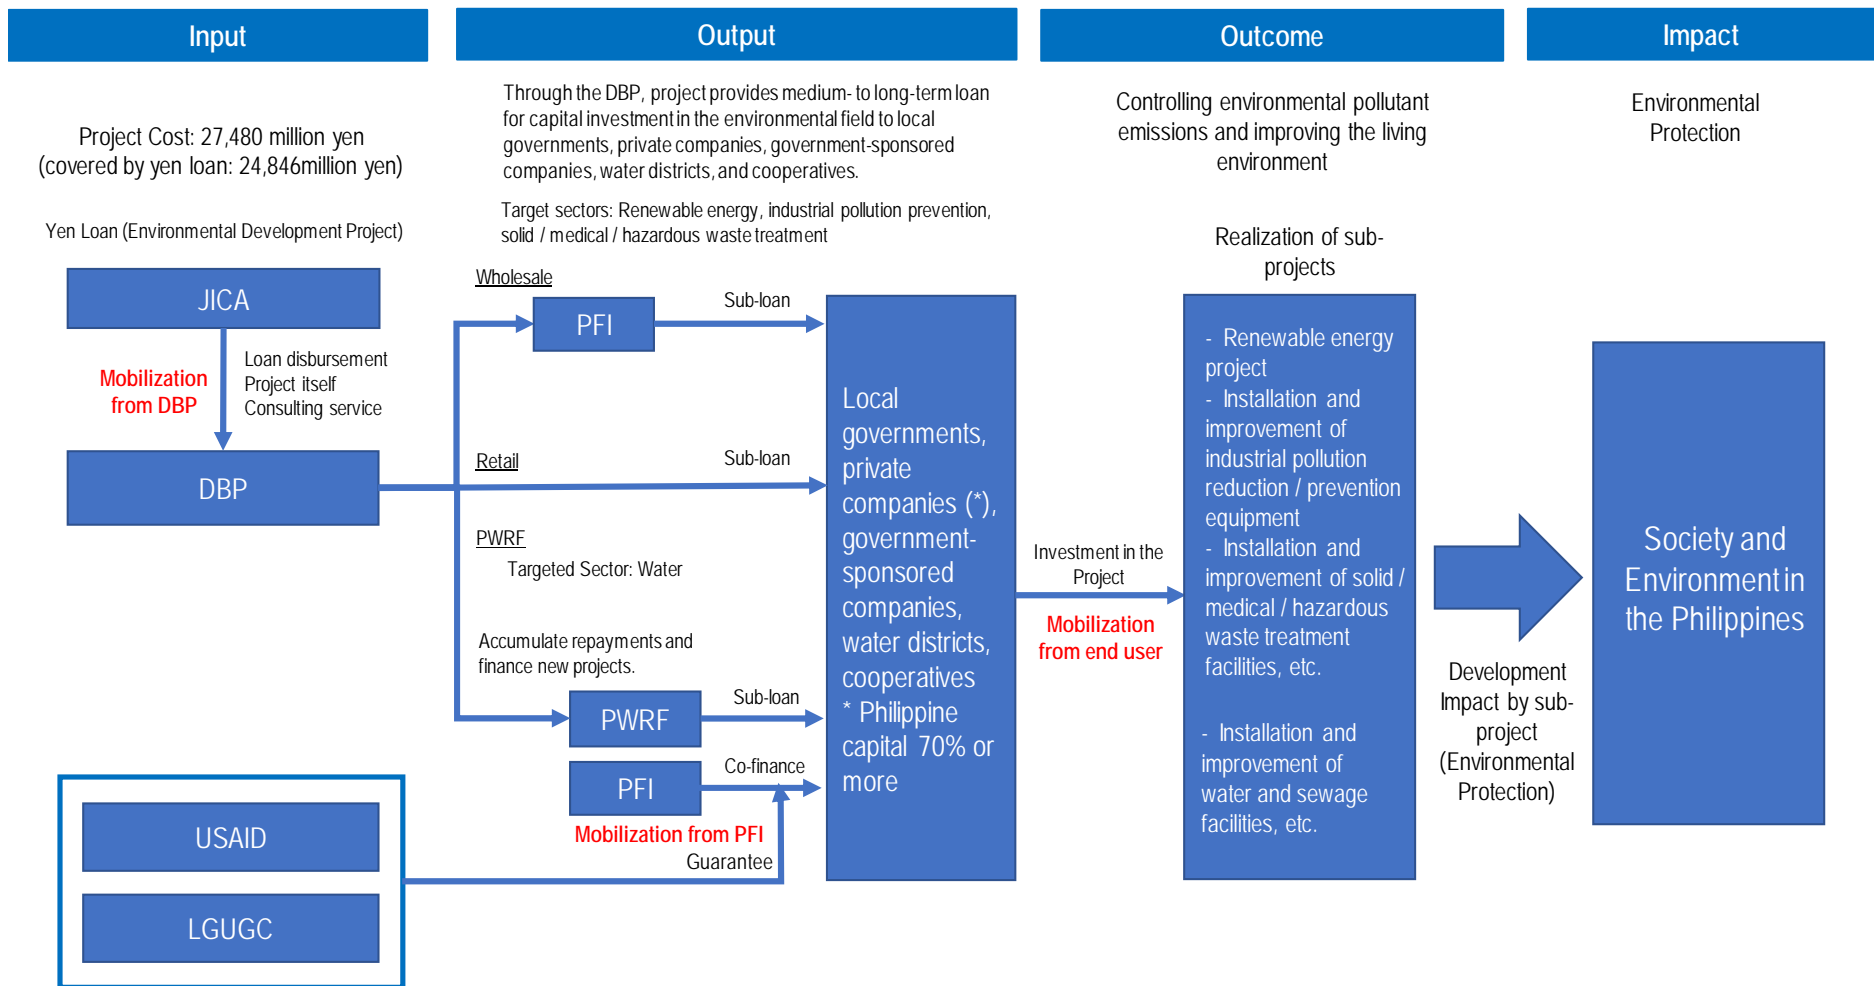 Input
Output
Outcome
Impact
Project Cost: 27,480 million yen
(covered by yen loan: 24,846million yen)
Yen Loan (Environmental Development Project)
JICA
Mobilization
from DBP
Loan disbursement
Project itself
Consulting service
DBP
USAID
LGUGC
Through the DBP, project provides medium- to long-term loan
for capital investment in the environmental field to local
governments, private companies, government-sponsored
companies, water districts, and cooperatives.
Target sectors: Renewable energy, industrial pollution prevention,
solid / medical / hazardous waste treatment
Wholesale
PFI
Sub-loan
Retail
Sub-loan
PWRF
Targeted Sector: Water
Accumulate repayments and
finance new projects.
PWRF
Sub-loan
PFI
Co-finance
Mobilization from PFI
Guarantee
Local
governments,
private
companies (*),
government-
sponsored
companies,
water districts,
cooperatives
* Philippine
capital 70% or
more
Investment in the
Project
Mobilization
from end user
Controlling environmental pollutant
emissions and improving the living
environment
Realization of sub-
projects
- Renewable energy
project
- Installation and
improvement of
industrial pollution
reduction / prevention
equipment
- Installation and
improvement of solid /
medical / hazardous
waste treatment
facilities, etc.
- Installation and
improvement of
water and sewage
facilities, etc.
Development
Impact by sub-
project
(Environmental
Protection)
Environmental
Protection
Society and
Environment in
the Philippines